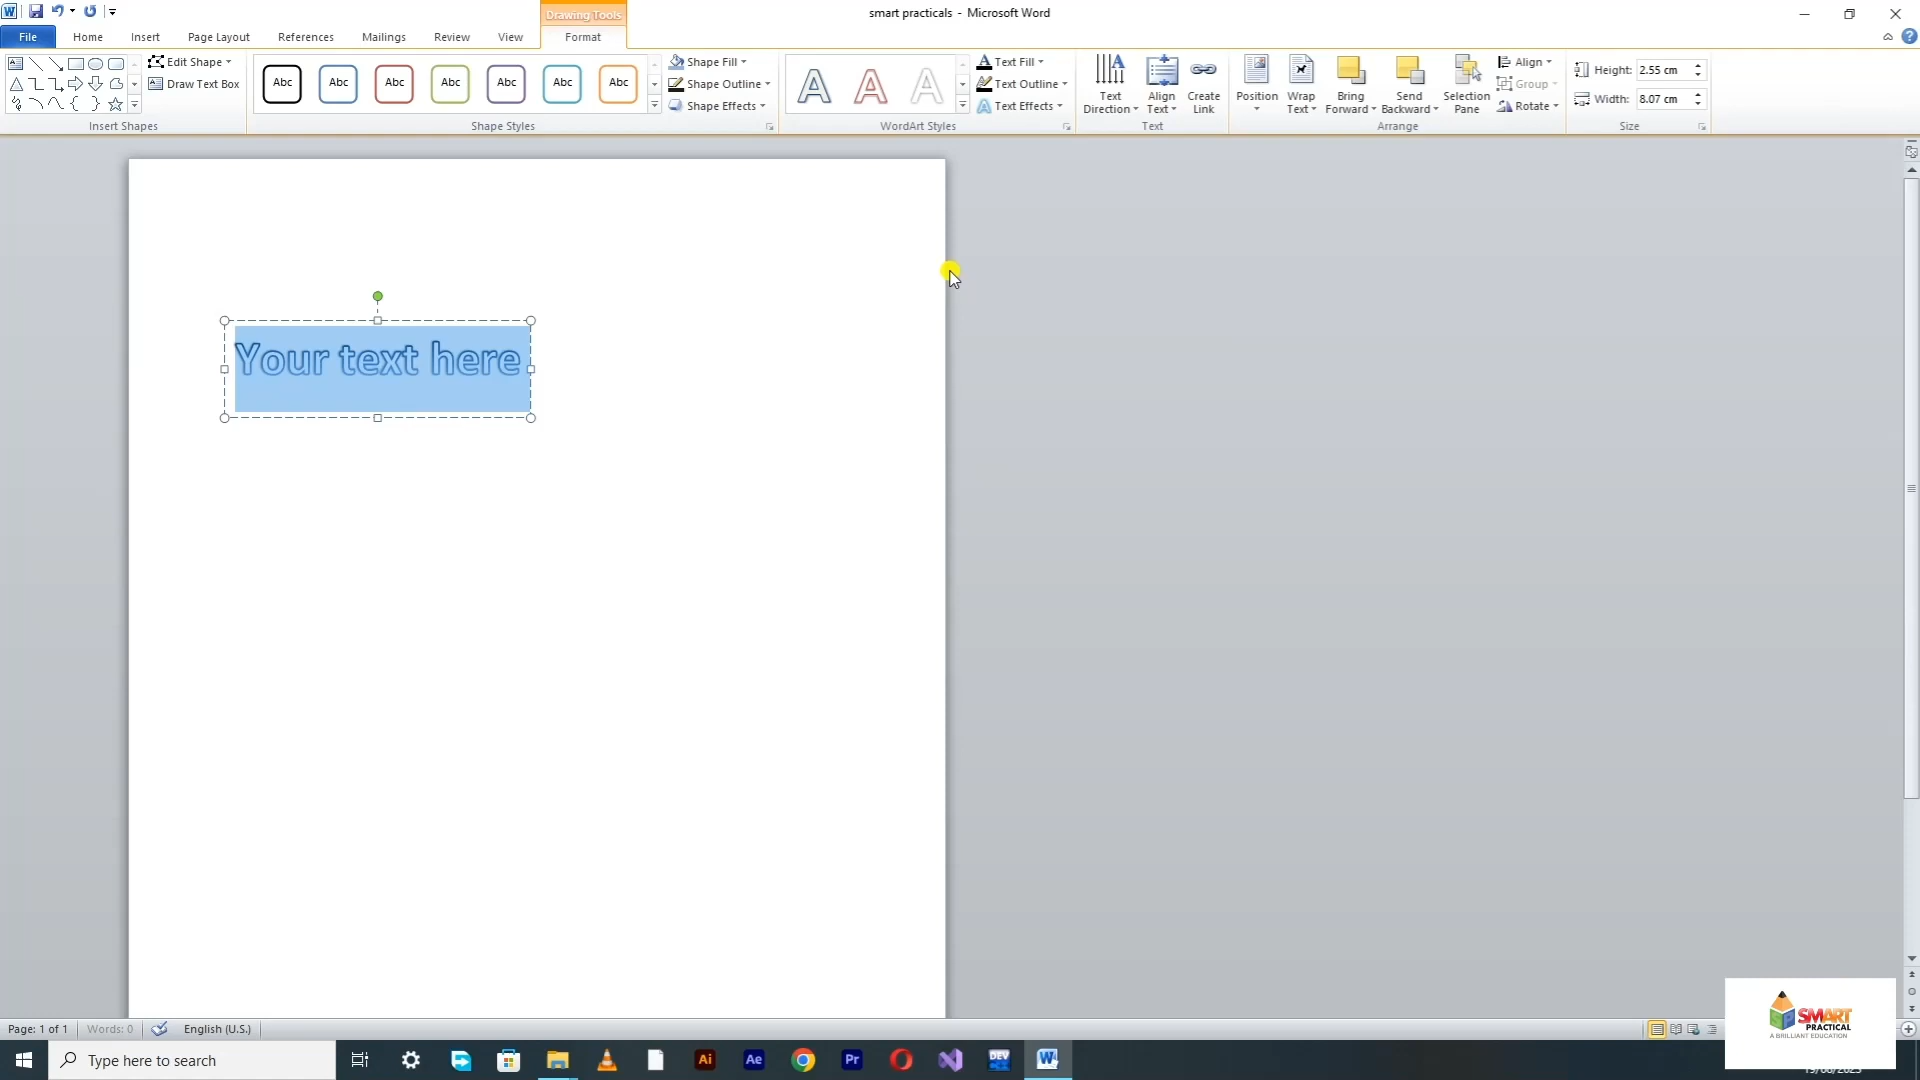 smart practicals - Microsoft Word
Drawing Tools
File Home Insert Page Layout References Mailings Review View Format
Edit Shape
Draw Text Box
Insert Shapes
Abc Abc Abc Abc Abc Abc Abc
Shape Fill
Shape Outline
Shape Effects
Shape Styles
A A A
Text Fill
Text Outline
Text Effects
WordArt Styles
Text Direction
Align Text
Create Link
Text
Position
Wrap Text
Bring Forward
Send Backward
Selection Pane
Align
Group
Rotate
Arrange
Height: 2.55 cm
Width: 8.07 cm
Size
Your text here
Page: 1 of 1 Words: 0 English (U.S.)
Type here to search
Ai Ae Pr DEV W
SMART
PRACTICAL
A BRILLIANT EDUCATION